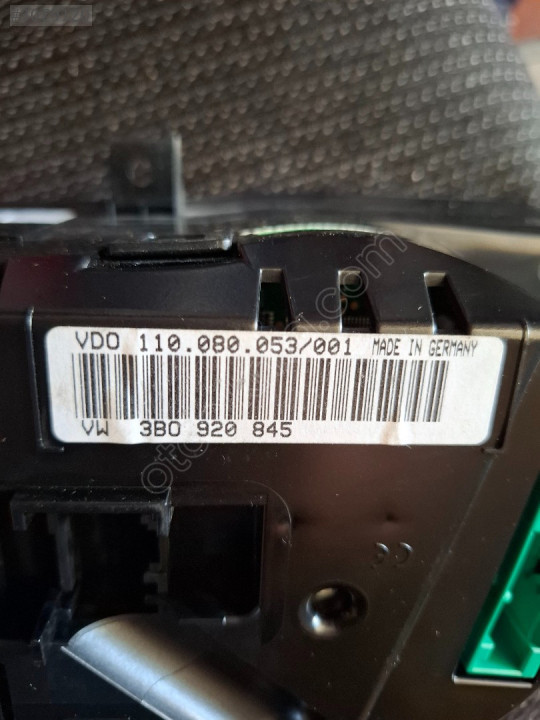 VDO 110.080.053/001 MADE IN GERMANY
VW 3B0 920 845